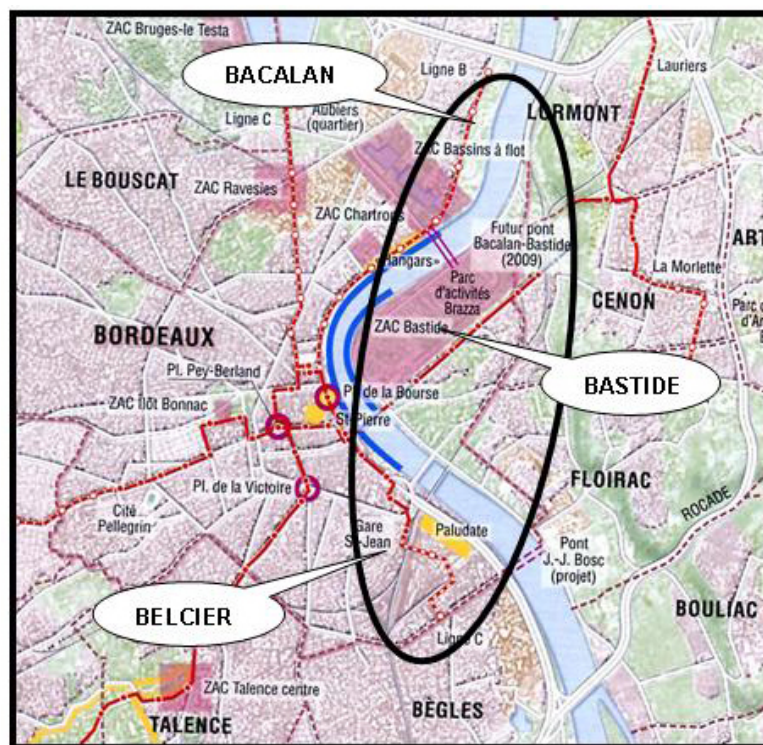 ZAC Bruges-le Testa
BACALAN
Ligne B
Lauriers
Ligne C
Aubiers
(quartier)
LORMONT
ZAC Bassins à flot
LE BOUSCAT
ZAC Ravesies
ZAC Chartrons
Futur pont
Bacalan-Bastide
(2009)
«Hangars»
Parc
d'activités
Brazza
La Morlette
CENON
BORDEAUX
ZAC Bastide
Pl. Pey-Berland
BASTIDE
ZAC Ilôt Bonnac
Pl. de la Bourse
St-Pierre
FLOIRAC
ROCADE
Pl. de la Victoire
Cité
Pellegrin
Gare
St-Jean
Paludate
Pont
J.-J. Bosc
(projet)
BELCIER
BOULIAC
Ligne C
ZAC Talence centre
BÈGLES
TALENCE